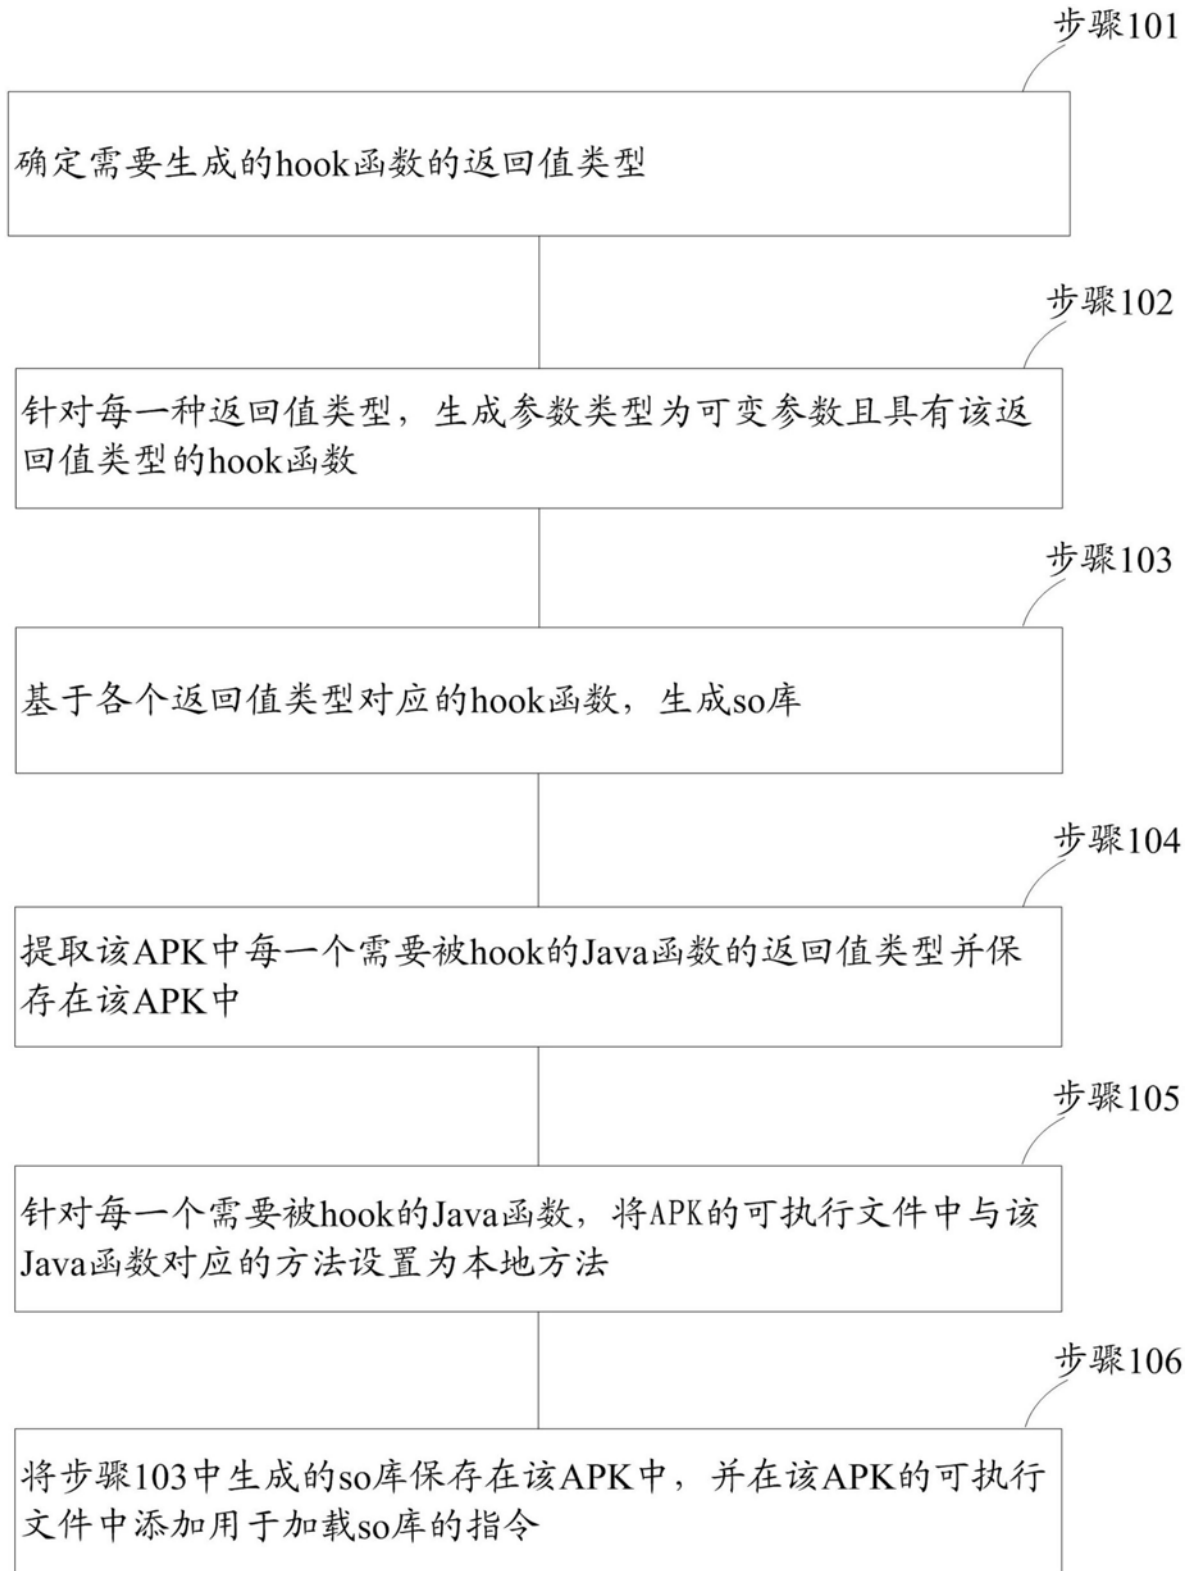 步骤101
确定需要生成的hook函数的返回值类型
步骤102
针对每一种返回值类型，生成参数类型为可变参数且具有该返
回值类型的hook函数
步骤103
基于各个返回值类型对应的hook函数，生成so库
步骤104
提取该APK中每一个需要被hook的Java函数的返回值类型并保
存在该APK中
步骤105
针对每一个需要被hook的Java函数，将APK的可执行文件中与该
Java函数对应的方法设置为本地方法
步骤106
将步骤103中生成的so库保存在该APK中，并在该APK的可执行
文件中添加用于加载so库的指令